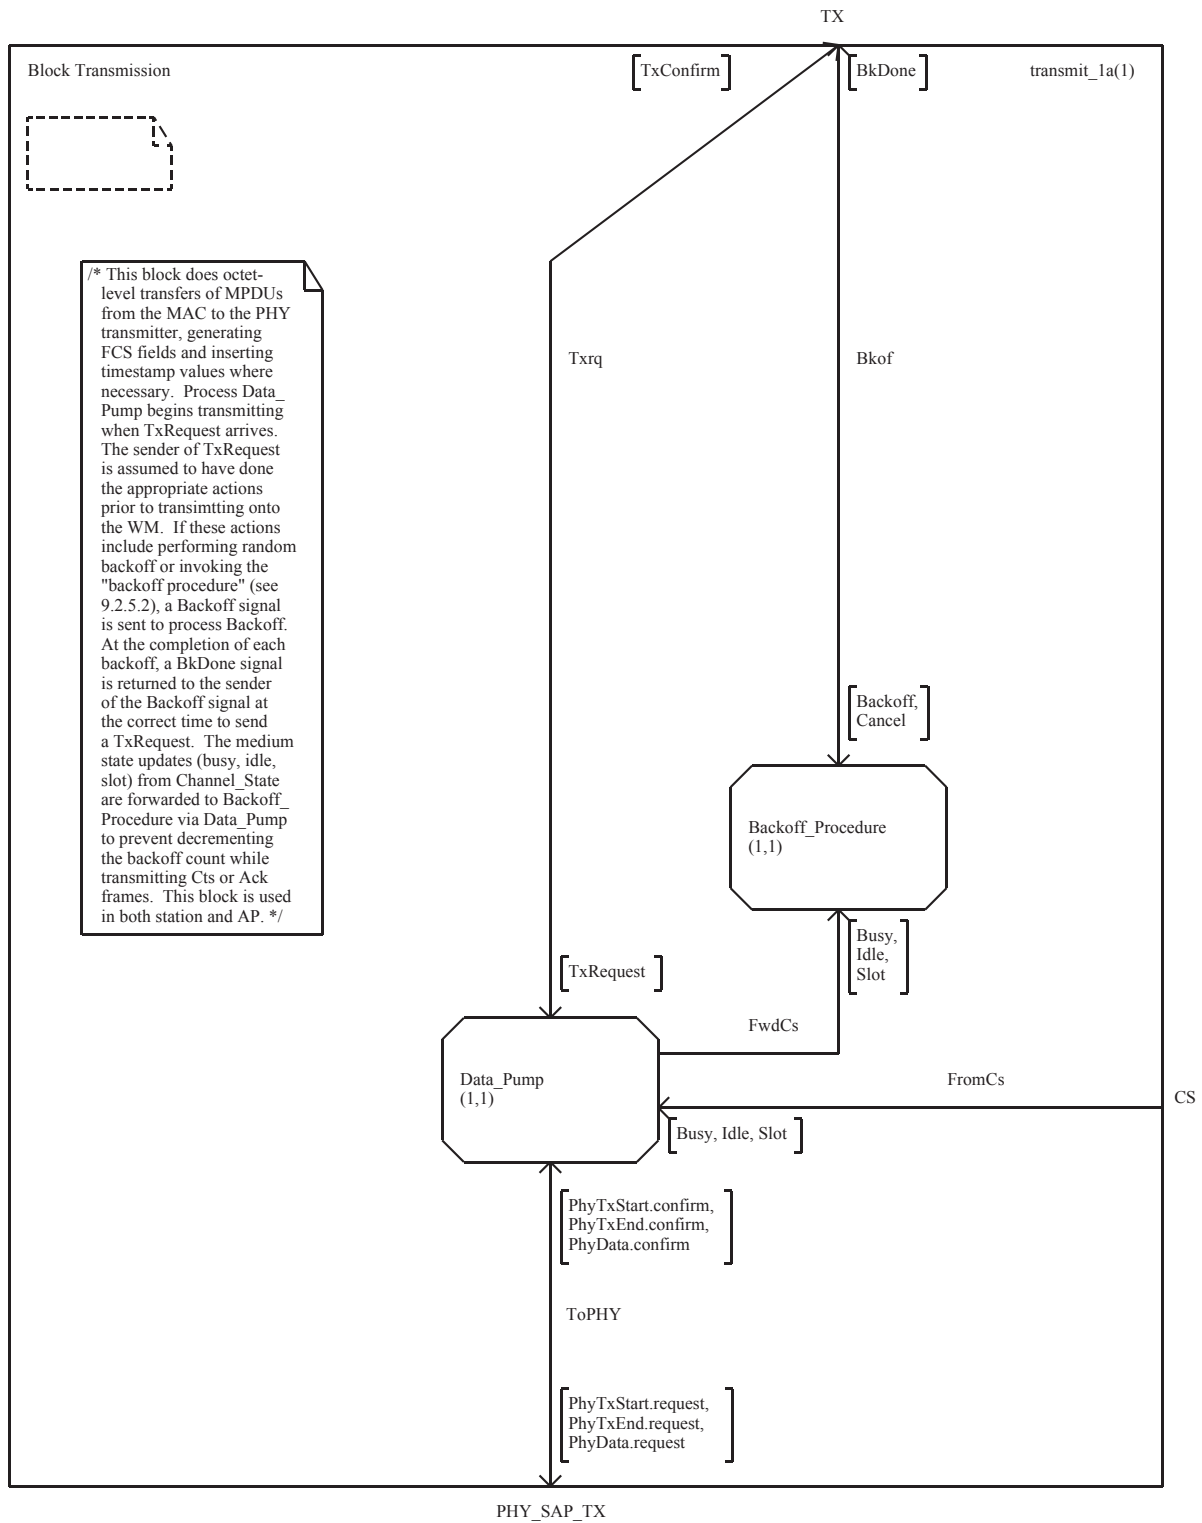 TX
Block Transmission
TxConfirm
BkDone
transmit_1a(1)
/* This block does octet-
level transfers of MPDUs
from the MAC to the PHY
transmitter, generating
FCS fields and inserting
timestamp values where
necessary. Process Data_
Pump begins transmitting
when TxRequest arrives.
The sender of TxRequest
is assumed to have done
the appropriate actions
prior to transimtting onto
the WM. If these actions
include performing random
backoff or invoking the
"backoff procedure" (see
9.2.5.2), a Backoff signal
is sent to process Backoff.
At the completion of each
backoff, a BkDone signal
is returned to the sender
of the Backoff signal at
the correct time to send
a TxRequest. The medium
state updates (busy, idle,
slot) from Channel_State
are forwarded to Backoff_
Procedure via Data_Pump
to prevent decrementing
the backoff count while
transmitting Cts or Ack
frames. This block is used
in both station and AP. */
Txrq
Bkof
Backoff,
Cancel
Backoff_Procedure
(1,1)
Busy,
Idle,
Slot
TxRequest
FwdCs
Data_Pump
(1,1)
FromCs
CS
Busy, Idle, Slot
PhyTxStart.confirm,
PhyTxEnd.confirm,
PhyData.confirm
ToPHY
PhyTxStart.request,
PhyTxEnd.request,
PhyData.request
PHY_SAP_TX